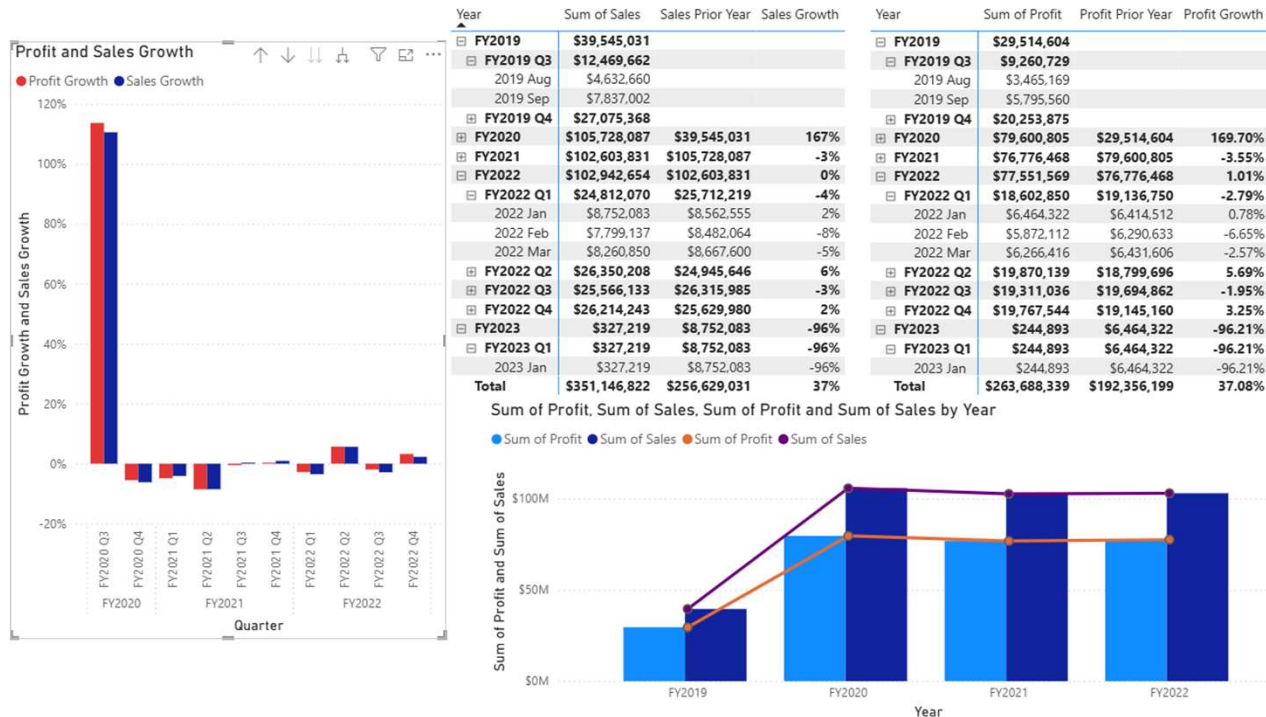 Profit and Sales Growth
Profit Growth Sales Growth
120%
100%
80%
60%
40%
20%
0%
-20%
Profit Growth and Sales Growth
FY2020 Q3
FY2020 Q4
FY2021 Q1
FY2021 Q2
FY2021 Q3
FY2021 Q4
FY2022 Q1
FY2022 Q2
FY2022 Q3
FY2022 Q4
FY2020 FY2021 FY2022
Quarter
Year Sum of Sales Sales Prior Year Sales Growth
FY2019 $39,545,031
FY2019 Q3 $12,469,662
2019 Aug $4,632,660
2019 Sep $7,837,002
FY2019 Q4 $27,075,368
FY2020 $105,728,087 $39,545,031 167%
FY2021 $102,603,831 $105,728,087 -3%
FY2022 $102,942,654 $102,603,831 0%
FY2022 Q1 $24,812,070 $25,712,219 -4%
2022 Jan $8,752,083 $8,562,555 2%
2022 Feb $7,799,137 $8,482,064 -8%
2022 Mar $8,260,850 $8,667,600 -5%
FY2022 Q2 $26,350,208 $24,945,646 6%
FY2022 Q3 $25,566,133 $26,315,985 -3%
FY2022 Q4 $26,214,243 $25,629,980 2%
FY2023 $327,219 $8,752,083 -96%
FY2023 Q1 $327,219 $8,752,083 -96%
2023 Jan $327,219 $8,752,083 -96%
Total $351,146,822 $256,629,031 37%
Year Sum of Profit Profit Prior Year Profit Growth
FY2019 $29,514,604
FY2019 Q3 $9,260,729
2019 Aug $3,465,169
2019 Sep $5,795,560
FY2019 Q4 $20,253,875
FY2020 $79,600,805 $29,514,604 169.70%
FY2021 $76,776,468 $79,600,805 -3.55%
FY2022 $77,551,569 $76,776,468 1.01%
FY2022 Q1 $18,602,850 $19,136,750 -2.79%
2022 Jan $6,464,322 $6,414,512 0.78%
2022 Feb $5,872,112 $6,290,633 -6.65%
2022 Mar $6,266,416 $6,431,606 -2.57%
FY2022 Q2 $19,870,139 $18,799,696 5.69%
FY2022 Q3 $19,311,036 $19,694,862 -1.95%
FY2022 Q4 $19,767,544 $19,145,160 3.25%
FY2023 $244,893 $6,464,322 -96.21%
FY2023 Q1 $244,893 $6,464,322 -96.21%
2023 Jan $244,893 $6,464,322 -96.21%
Total $263,688,339 $192,356,199 37.08%
Sum of Profit, Sum of Sales, Sum of Profit and Sum of Sales by Year
Sum of Profit Sum of Sales Sum of Profit Sum of Sales
$100M
$50M
$0M
Sum of Profit and Sum of Sales
FY2019 FY2020 FY2021 FY2022
Year